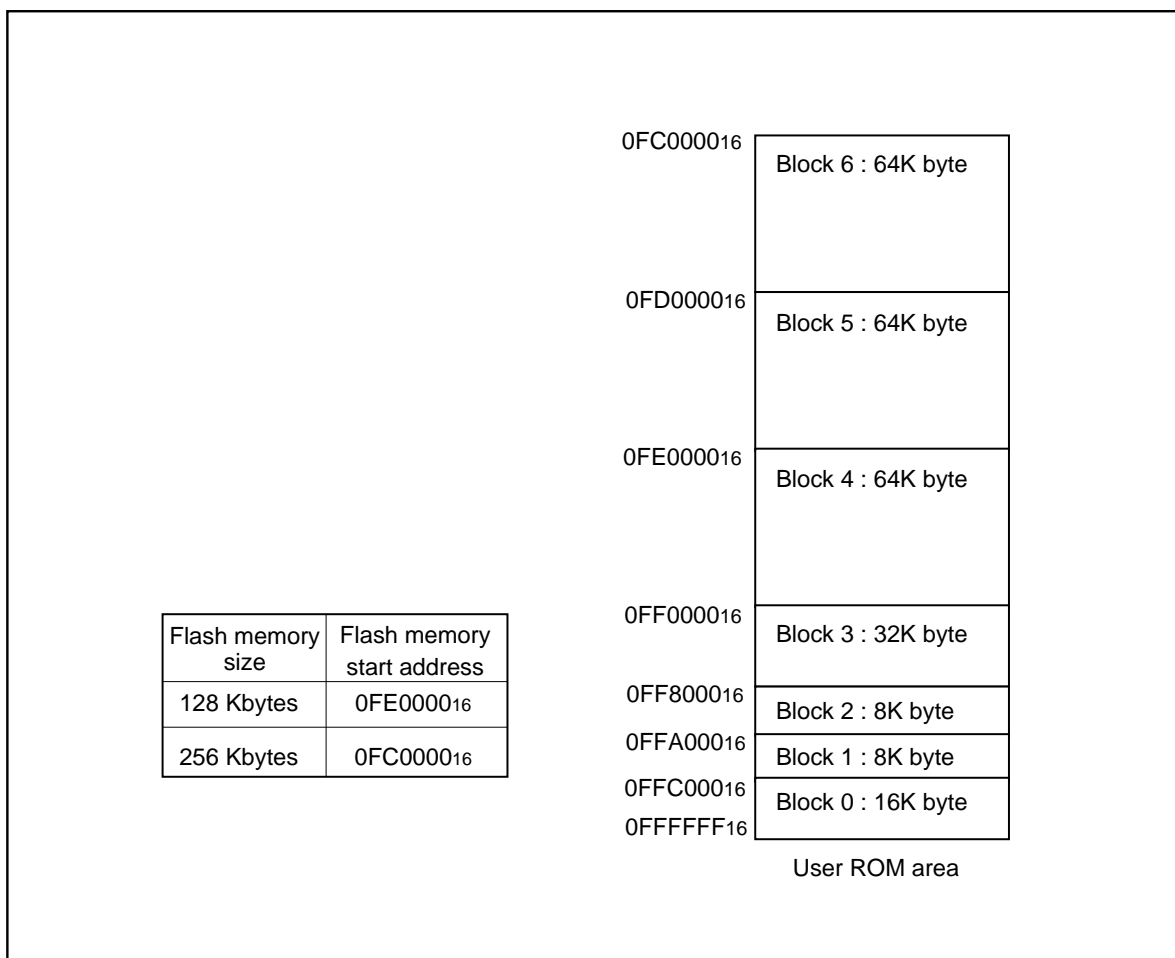 0FC000016
Block 6 : 64K byte
0FD000016
Block 5 : 64K byte
0FE000016
Block 4 : 64K byte
0FF000016
Block 3 : 32K byte
0FF800016
Block 2 : 8K byte
0FFA00016
Block 1 : 8K byte
0FFC00016
Block 0 : 16K byte
0FFFFFF16
User ROM area
Flash memory size
Flash memory start address
128 Kbytes
0FE000016
256 Kbytes
0FC000016